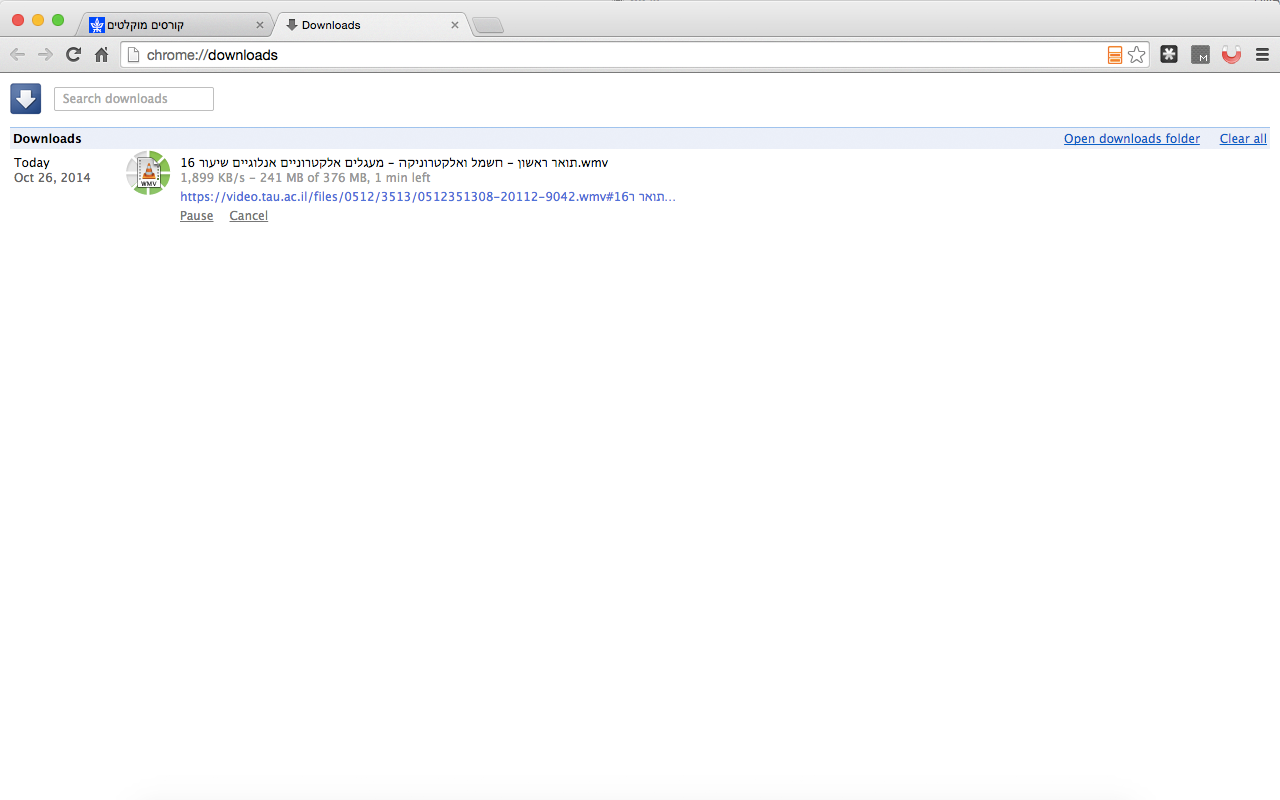 קורסים מוקלטים
Downloads
chrome://downloads
M
Search downloads
Downloads
Open downloads folder
Clear all
Today
Oct 26, 2014
WMV
תואר ראשון - חשמל ואלקטרוניקה - מעגלים אלקטרוניים אנלוגיים שיעור 16.wmv
1,899 KB/s - 241 MB of 376 MB, 1 min left
https://video.tau.ac.il/files/0512/3513/0512351308-20112-9042.wmv#16תואר ר...
Pause
Cancel